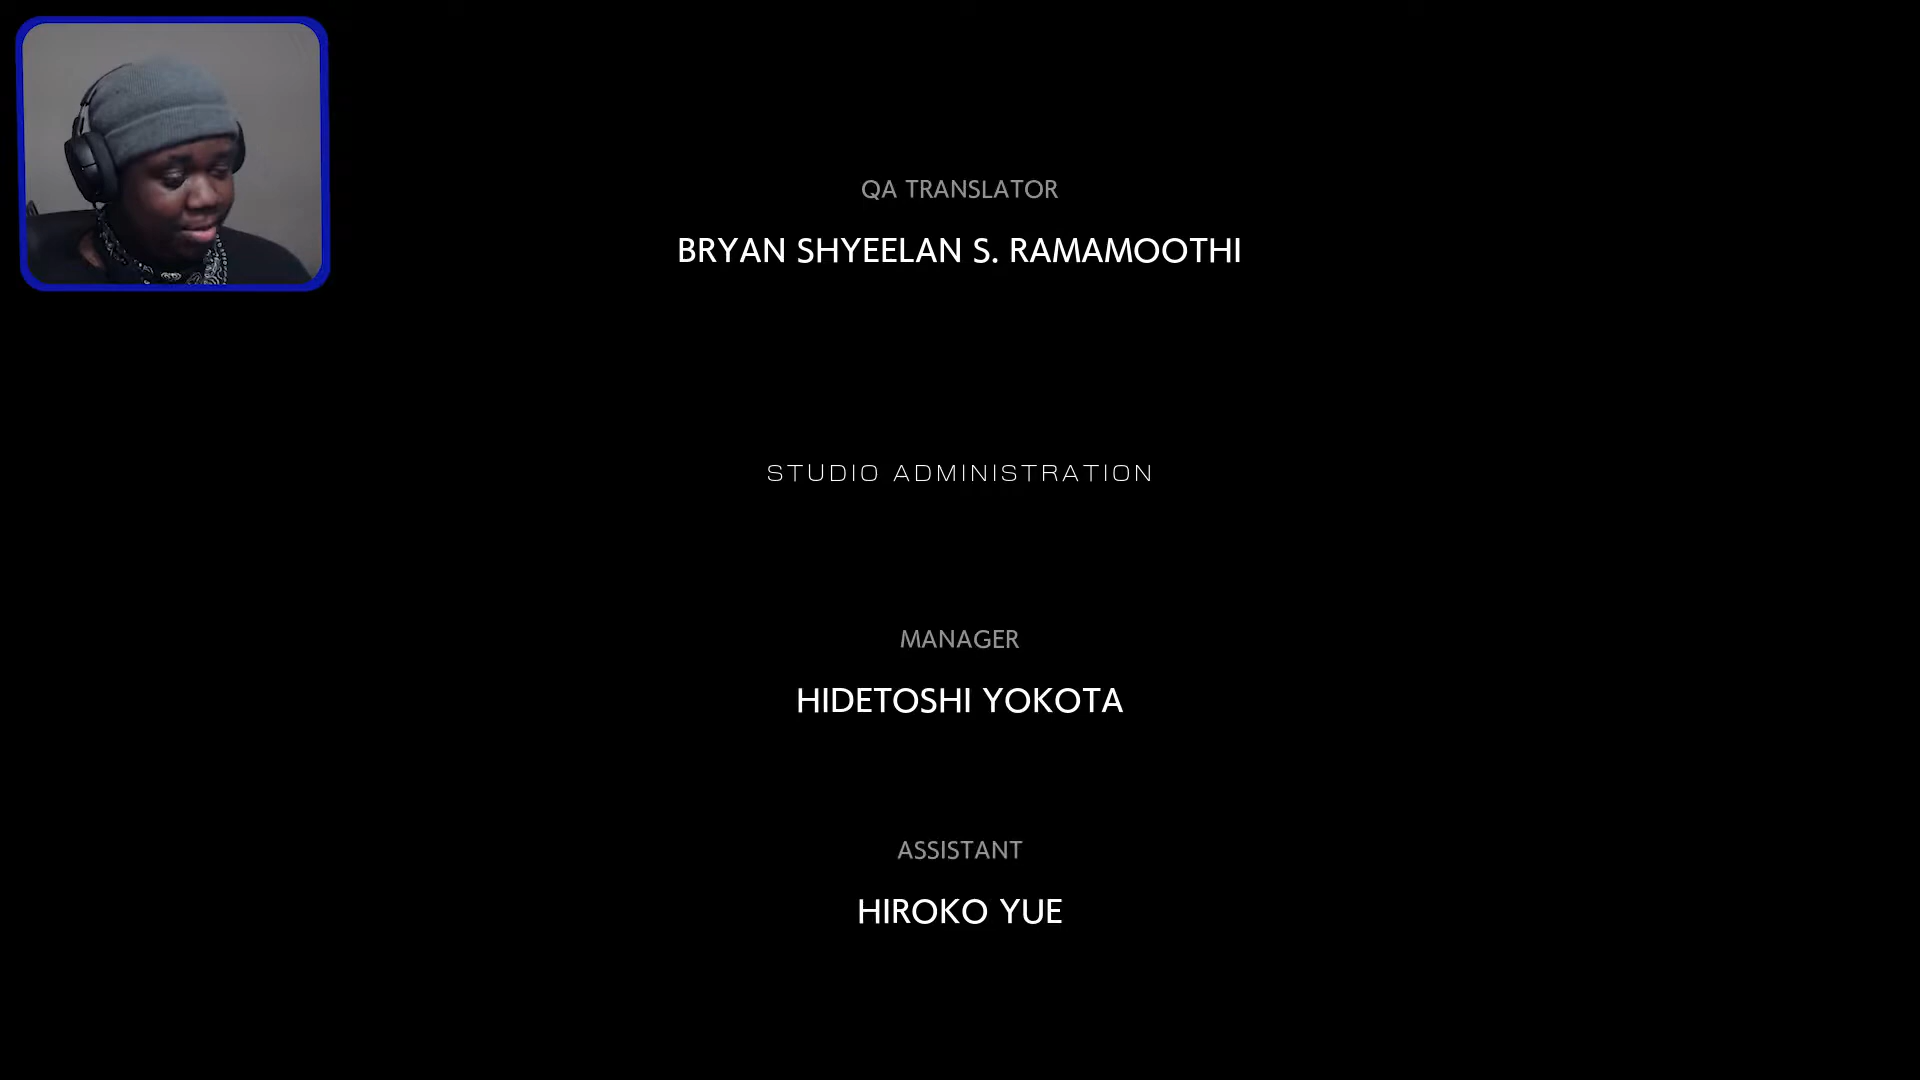 QA TRANSLATOR
BRYAN SHYEELAN S. RAMAMOOTHI
STUDIO ADMINISTRATION
MANAGER
HIDETOSHI YOKOTA
ASSISTANT
HIROKO YUE